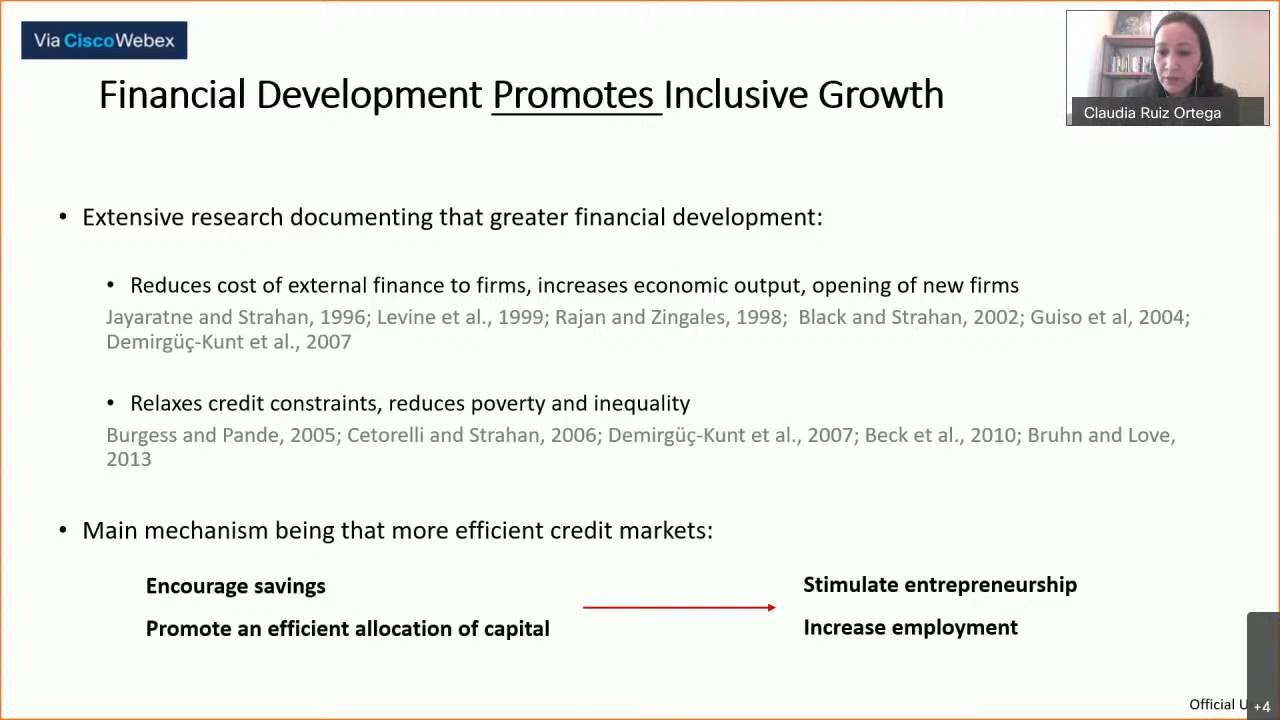 Via Cisco Webex
Financial Development Promotes Inclusive Growth
Claudia Ruiz Ortega
• Extensive research documenting that greater financial development:
• Reduces cost of external finance to firms, increases economic output, opening of new firms
Jayaratne and Strahan, 1996; Levine et al., 1999; Rajan and Zingales, 1998; Black and Strahan, 2002; Guiso et al, 2004;
Demirgüç-Kunt et al., 2007
• Relaxes credit constraints, reduces poverty and inequality
Burgess and Pande, 2005; Cetorelli and Strahan, 2006; Demirgüç-Kunt et al., 2007; Beck et al., 2010; Bruhn and Love,
2013
• Main mechanism being that more efficient credit markets:
Encourage savings
Promote an efficient allocation of capital
Stimulate entrepreneurship
Increase employment
Official
+4